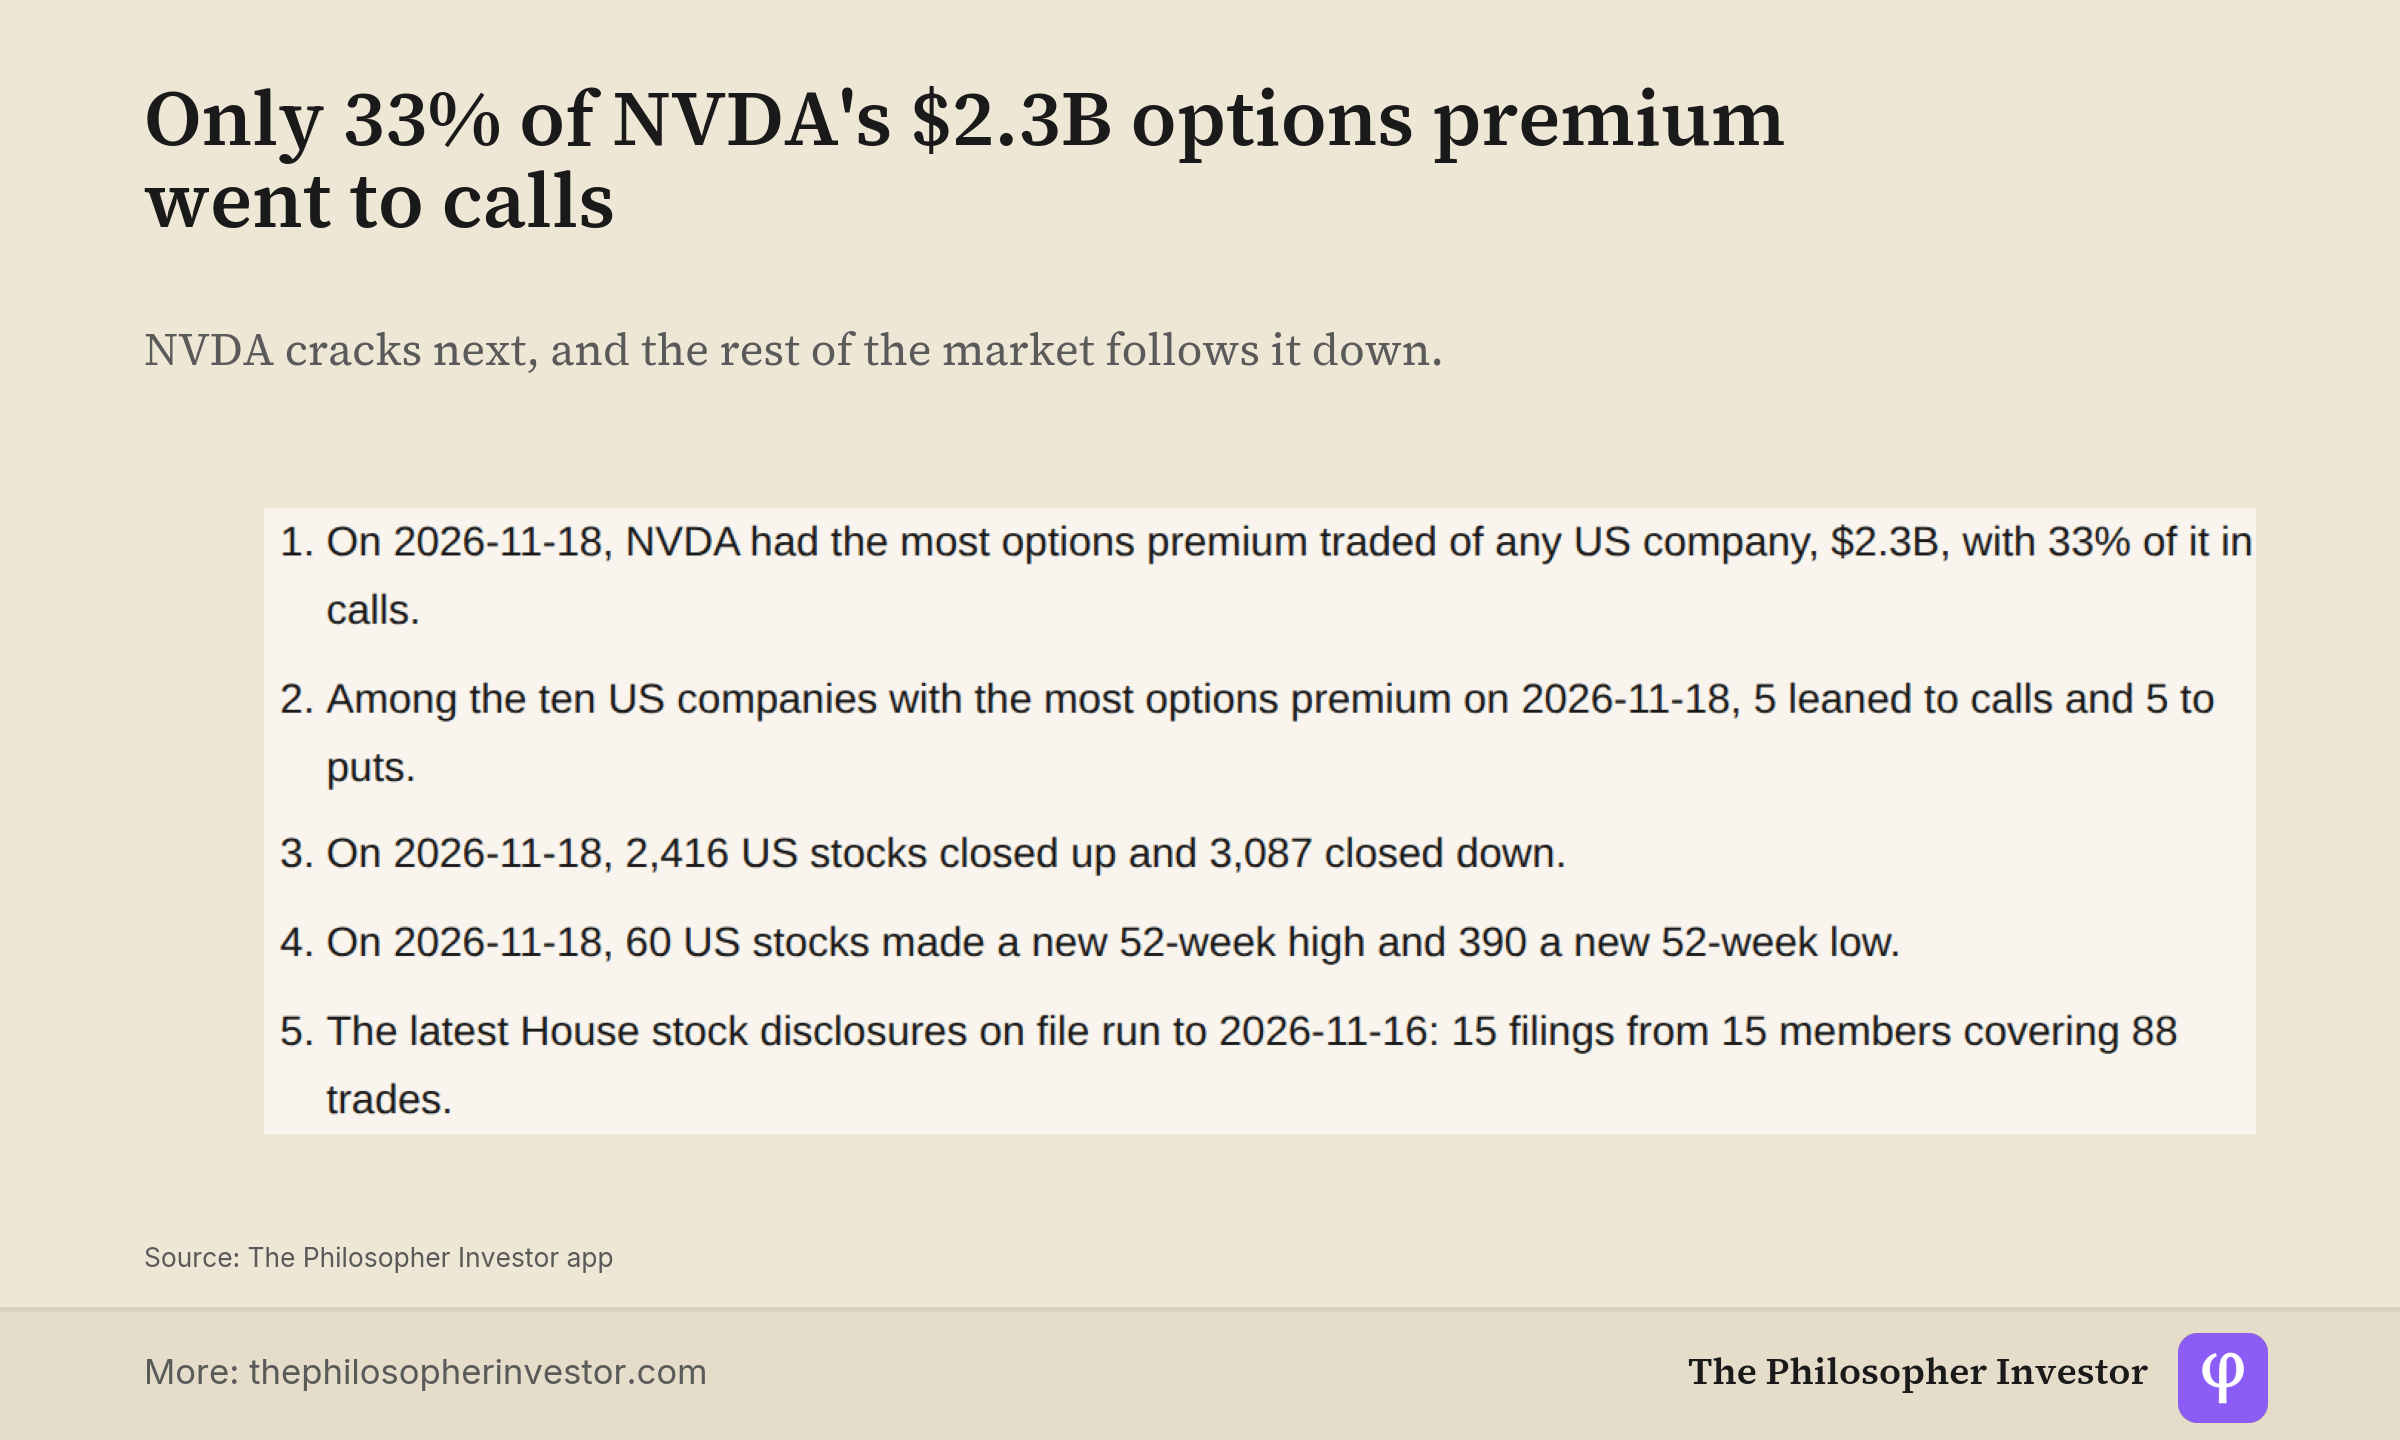 Only 33% of NVDA's $2.3B options premium
went to calls
NVDA cracks next, and the rest of the market follows it down.
1. On 2026-11-18, NVDA had the most options premium traded of any US company, $2.3B, with 33% of it in
calls.
2. Among the ten US companies with the most options premium on 2026-11-18, 5 leaned to calls and 5 to
puts.
3. On 2026-11-18, 2,416 US stocks closed up and 3,087 closed down.
4. On 2026-11-18, 60 US stocks made a new 52-week high and 390 a new 52-week low.
5. The latest House stock disclosures on file run to 2026-11-16: 15 filings from 15 members covering 88
trades.
Source: The Philosopher Investor app
More: thephilosopherinvestor.com
The Philosopher Investor φ